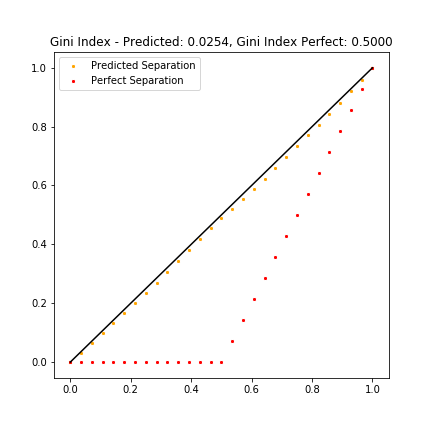 Gini Index - Predicted: 0.0254, Gini Index Perfect: 0.5000
Predicted Separation
Perfect Separation
1.0
0.8
0.6
0.4
0.2
0.0
0.0 0.2 0.4 0.6 0.8 1.0